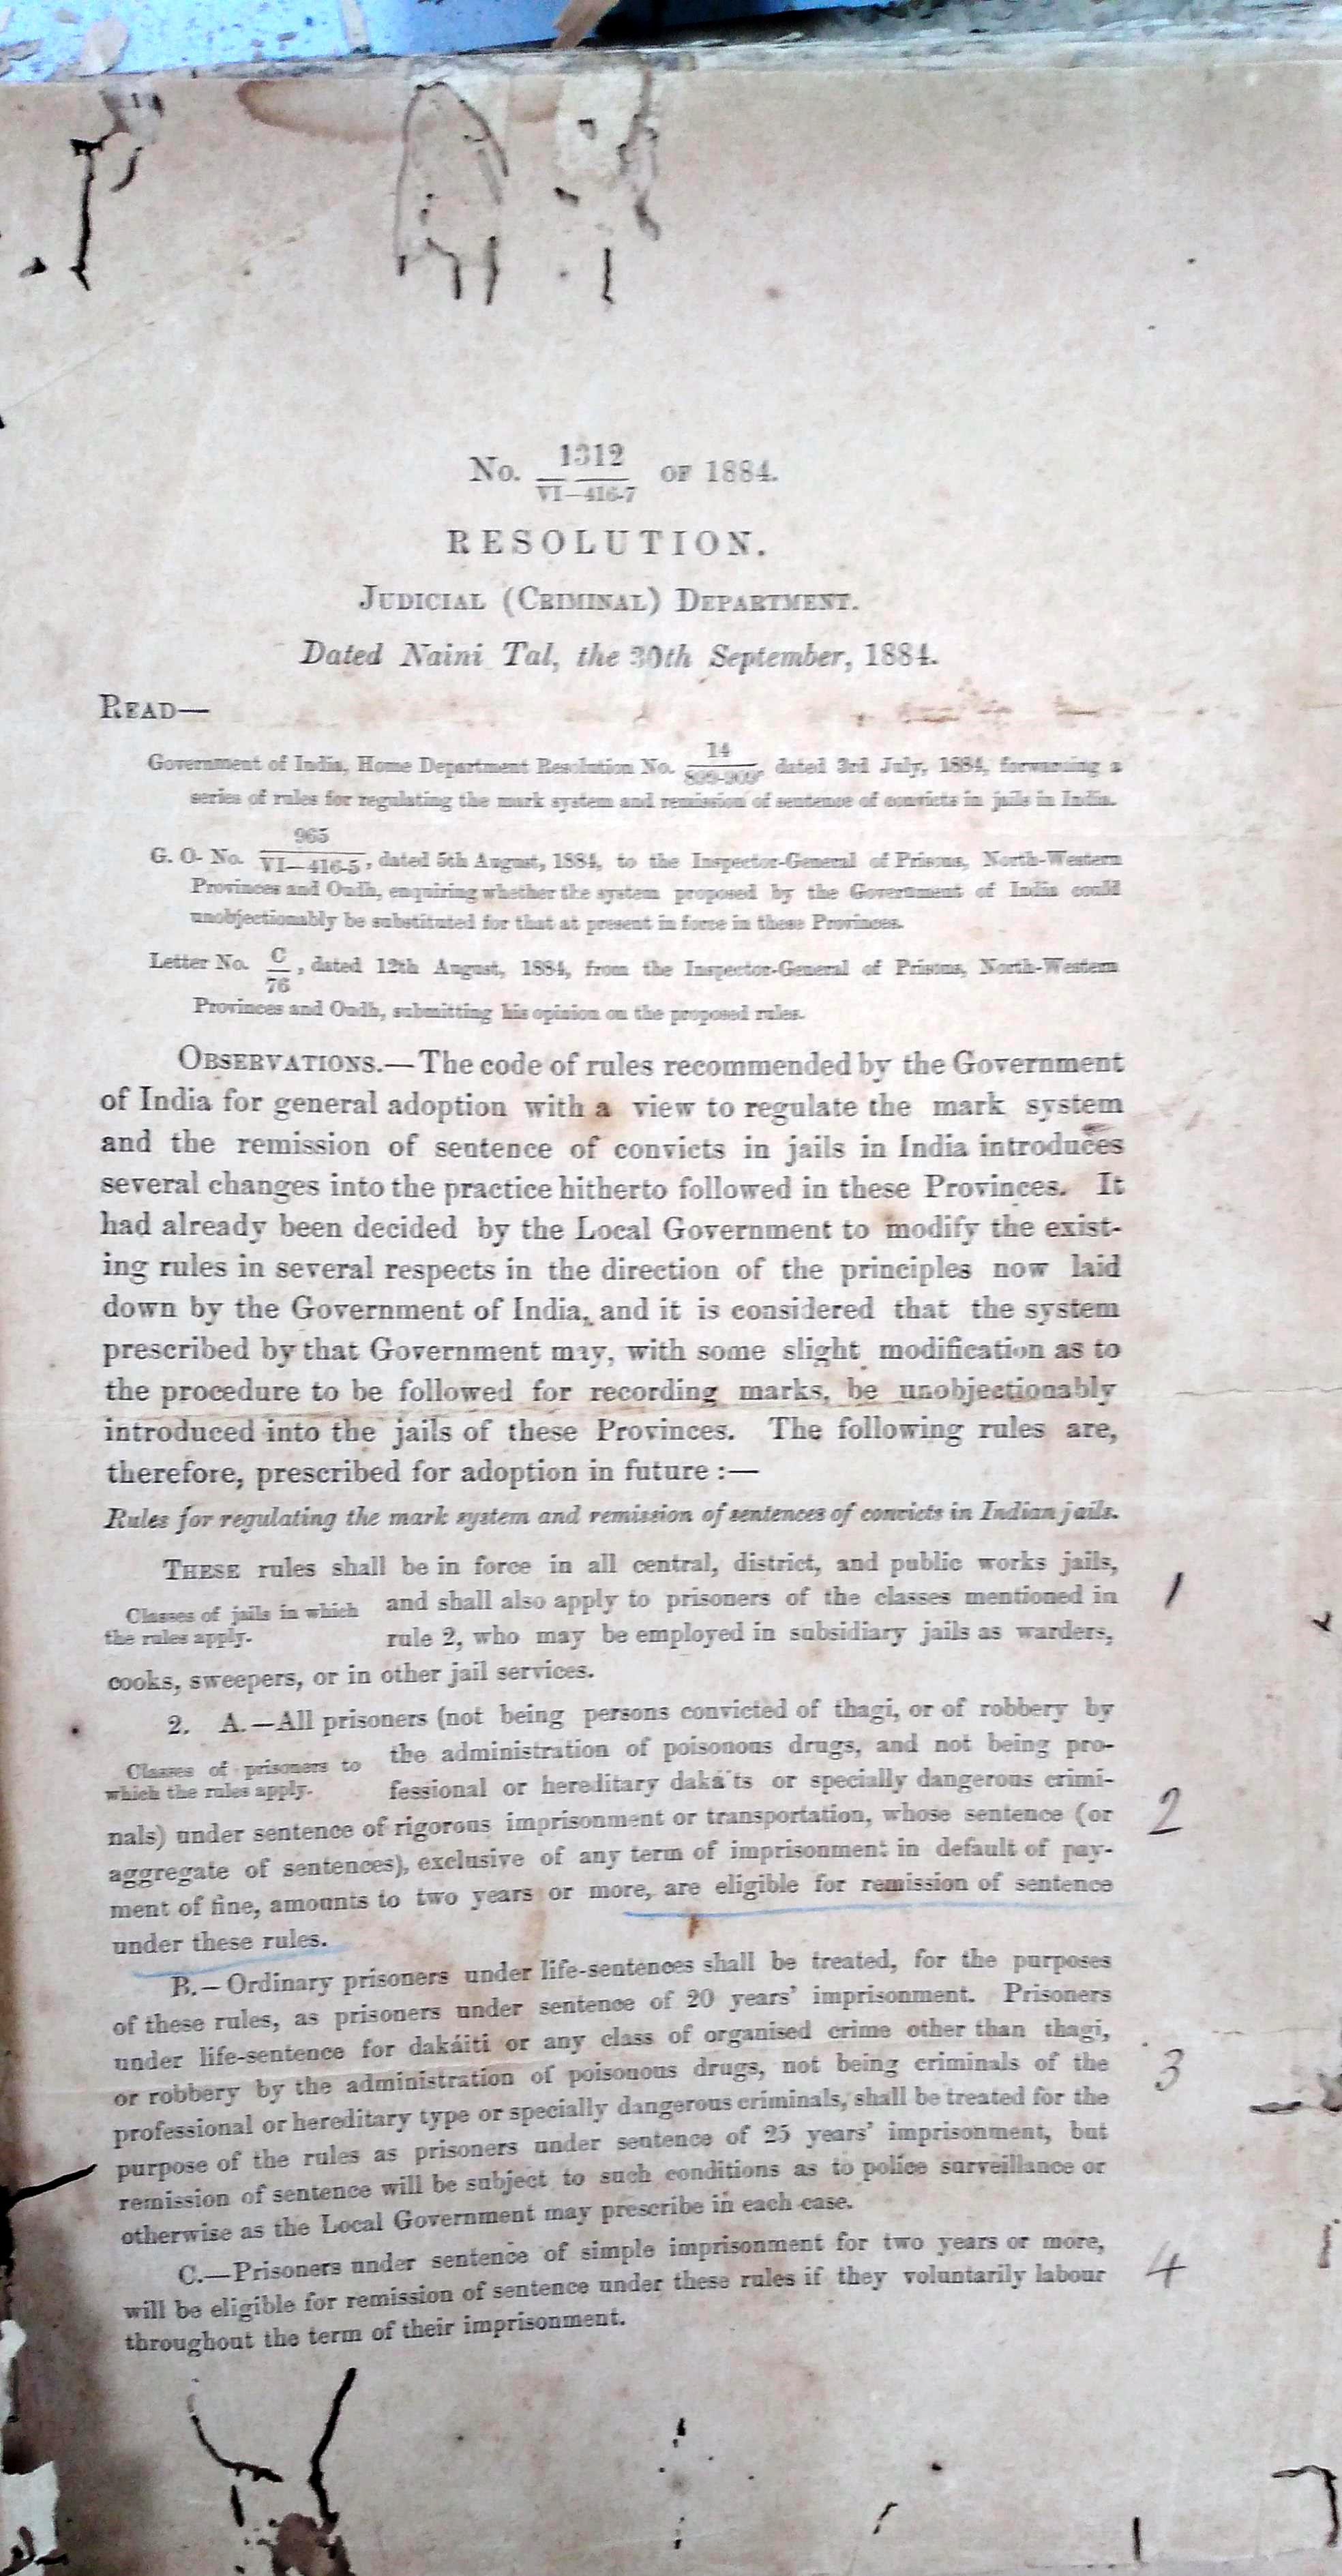 No. 1312/VI—416-7 OF 1884.
RESOLUTION.
JUDICIAL (CRIMINAL) DEPARTMENT.
Dated Naini Tal, the 30th September, 1884.
READ—
Government of India, Home Department Resolution No. 14/899-909, dated 3rd July, 1884, forwarding a
series of rules for regulating the mark system and remission of sentence of convicts in jails in India.
G. O- No. 965/VI—416-5, dated 5th August, 1884, to the Inspector-General of Prisons, North-Western
Provinces and Oudh, enquiring whether the system proposed by the Government of India could
unobjectionably be substituted for that at present in force in these Provinces.
Letter No. C/76, dated 12th August, 1884, from the Inspector-General of Prisons, North-Western
Provinces and Oudh, submitting his opinion on the proposed rules.
OBSERVATIONS.—The code of rules recommended by the Government
of India for general adoption with a view to regulate the mark system
and the remission of sentence of convicts in jails in India introduces
several changes into the practice hitherto followed in these Provinces. It
had already been decided by the Local Government to modify the exist-
ing rules in several respects in the direction of the principles now laid
down by the Government of India, and it is considered that the system
prescribed by that Government may, with some slight modification as to
the procedure to be followed for recording marks, be unobjectionably
introduced into the jails of these Provinces. The following rules are,
therefore, prescribed for adoption in future :—
Rules for regulating the mark system and remission of sentences of convicts in Indian jails.
THESE rules shall be in force in all central, district, and public works jails,
Classes of jails in which and shall also apply to prisoners of the classes mentioned in 1
the rules apply. rule 2, who may be employed in subsidiary jails as warders,
cooks, sweepers, or in other jail services.
2. A.—All prisoners (not being persons convicted of thagi, or of robbery by
Classes of prisoners to the administration of poisonous drugs, and not being pro-
which the rules apply. fessional or hereditary dakáits or specially dangerous crimi-
nals) under sentence of rigorous imprisonment or transportation, whose sentence (or 2
aggregate of sentences), exclusive of any term of imprisonment in default of pay-
ment of fine, amounts to two years or more, are eligible for remission of sentence
under these rules.
B.—Ordinary prisoners under life-sentences shall be treated, for the purposes
of these rules, as prisoners under sentence of 20 years' imprisonment. Prisoners
under life-sentence for dakáiti or any class of organised crime other than thagi,
or robbery by the administration of poisonous drugs, not being criminals of the 3
professional or hereditary type or specially dangerous criminals, shall be treated for the
purpose of the rules as prisoners under sentence of 25 years' imprisonment, but
remission of sentence will be subject to such conditions as to police surveillance or
otherwise as the Local Government may prescribe in each case.
C.—Prisoners under sentence of simple imprisonment for two years or more,
will be eligible for remission of sentence under these rules if they voluntarily labour 4
throughout the term of their imprisonment.